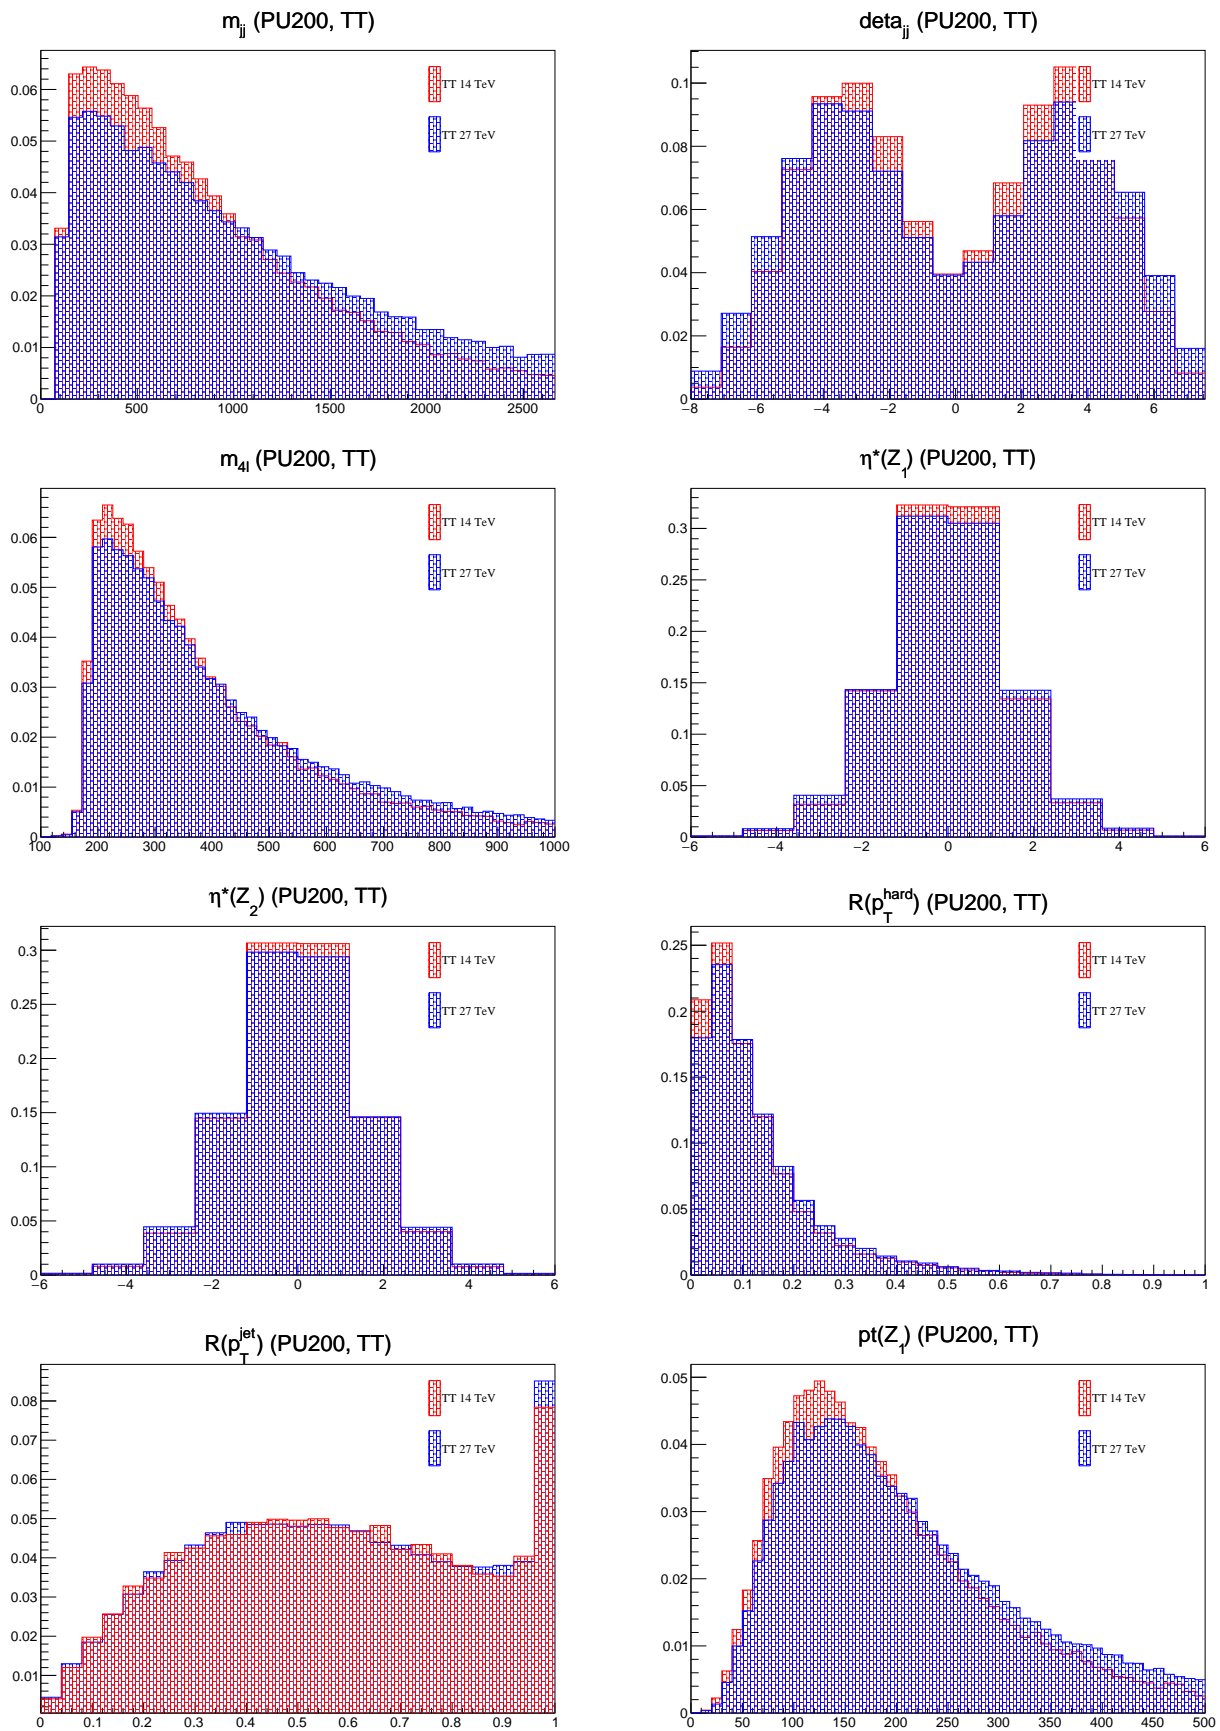 m_jj (PU200, TT)
TT 14 TeV
TT 27 TeV
0.06
0.05
0.04
0.03
0.02
0.01
0
0 500 1000 1500 2000 2500
deta_jj (PU200, TT)
TT 14 TeV
TT 27 TeV
0.1
0.08
0.06
0.04
0.02
0
−8 −6 −4 −2 0 2 4 6
m_4l (PU200, TT)
TT 14 TeV
TT 27 TeV
0.06
0.05
0.04
0.03
0.02
0.01
0
100 200 300 400 500 600 700 800 900 1000
η*(Z_1) (PU200, TT)
TT 14 TeV
TT 27 TeV
0.3
0.25
0.2
0.15
0.1
0.05
0
−6 −4 −2 0 2 4 6
η*(Z_2) (PU200, TT)
TT 14 TeV
TT 27 TeV
0.3
0.25
0.2
0.15
0.1
0.05
0
−6 −4 −2 0 2 4 6
R(p_T^hard) (PU200, TT)
TT 14 TeV
TT 27 TeV
0.25
0.2
0.15
0.1
0.05
0
0 0.1 0.2 0.3 0.4 0.5 0.6 0.7 0.8 0.9 1
R(p_T^jet) (PU200, TT)
TT 14 TeV
TT 27 TeV
0.08
0.07
0.06
0.05
0.04
0.03
0.02
0.01
0 0.1 0.2 0.3 0.4 0.5 0.6 0.7 0.8 0.9 1
pt(Z_1) (PU200, TT)
TT 14 TeV
TT 27 TeV
0.05
0.04
0.03
0.02
0.01
0
0 50 100 150 200 250 300 350 400 450 500